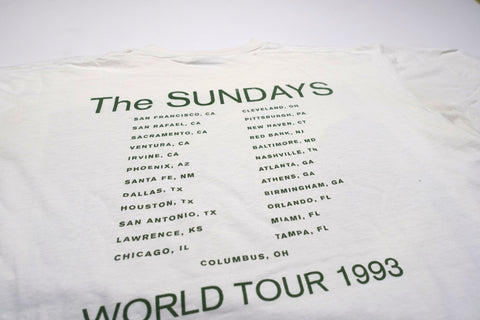 The SUNDAYS
SAN FRANCISCO, CA
SAN RAFAEL, CA
SACRAMENTO, CA
VENTURA, CA
IRVINE, CA
PHOENIX, AZ
SANTA FE, NM
DALLAS, TX
HOUSTON, TX
SAN ANTONIO, TX
LAWRENCE, KS
CHICAGO, IL
CLEVELAND, OH
PITTSBURGH, PA
NEW HAVEN, CT
RED BANK, NJ
BALTIMORE, MD
NASHVILLE, TN
ATLANTA, GA
ATHENS, GA
BIRMINGHAM, GA
ORLANDO, FL
MIAMI, FL
TAMPA, FL
COLUMBUS, OH
WORLD TOUR 1993